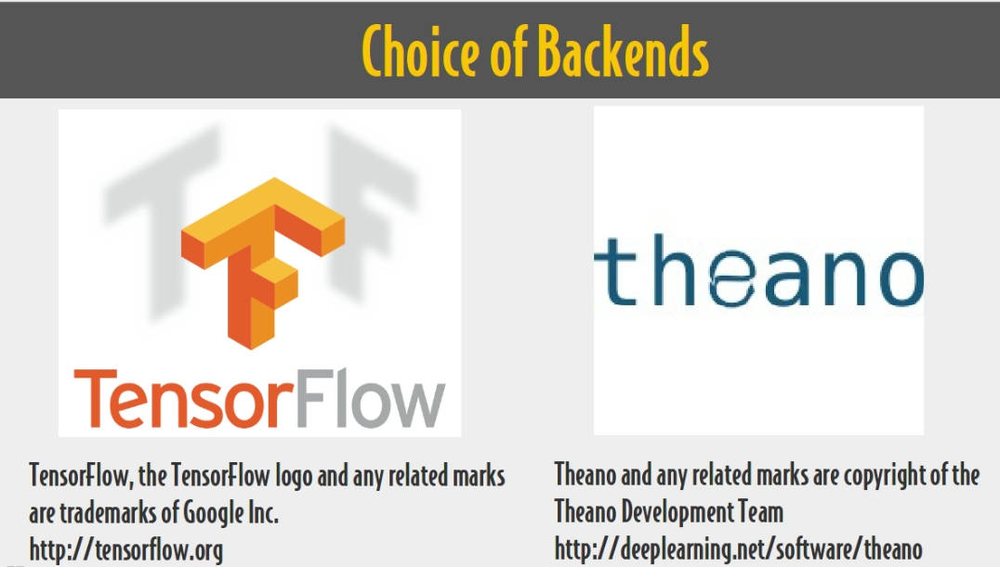 Choice of Backends
TensorFlow
theano
TensorFlow, the TensorFlow logo and any related marks
are trademarks of Google Inc.
http://tensorflow.org
Theano and any related marks are copyright of the
Theano Development Team
http://deeplearning.net/software/theano